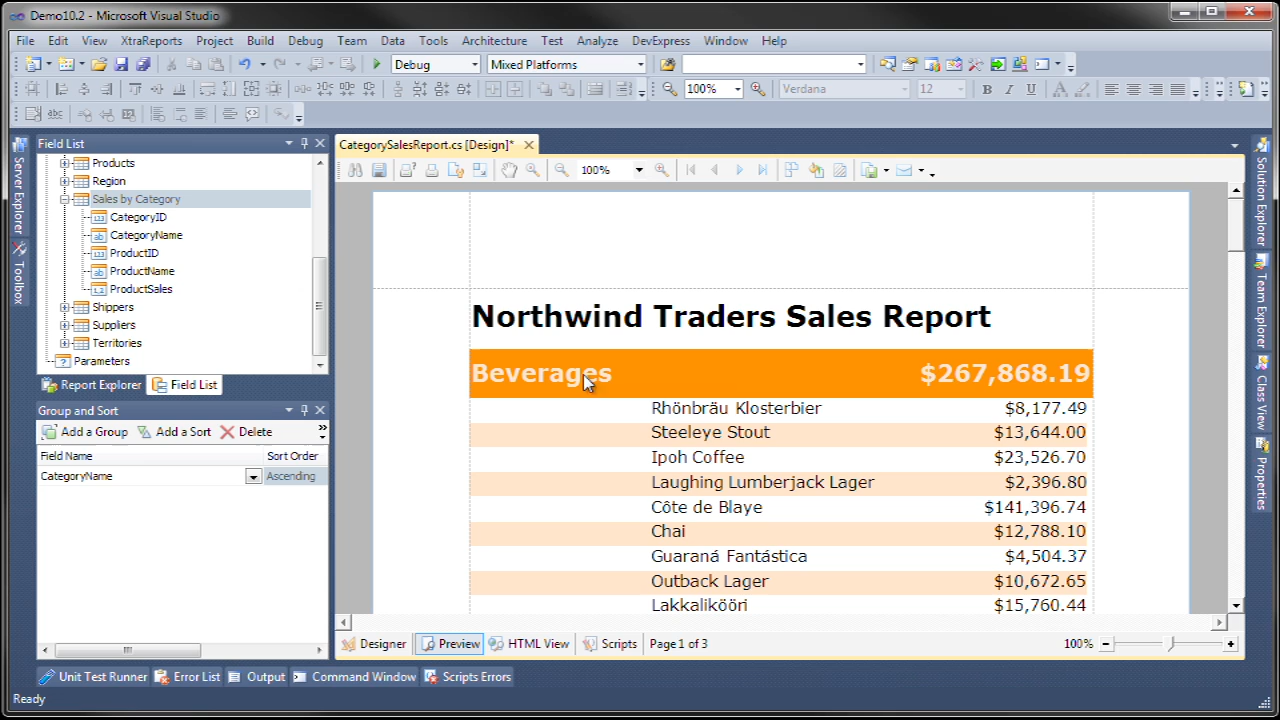 Demo10.2 - Microsoft Visual Studio
File Edit View XtraReports Project Build Debug Team Data Tools Architecture Test Analyze DevExpress Window Help
Debug Mixed Platforms
100% Verdana 12 B I U A
abc
Server Explorer
Toolbox
Field List
Products
Region
Sales by Category
CategoryID
CategoryName
ProductID
ProductName
ProductSales
Shippers
Suppliers
Territories
Parameters
Report Explorer Field List
Group and Sort
Add a Group Add a Sort Delete
Field Name Sort Order
CategoryName Ascending
CategorySalesReport.cs [Design]*
100%
Northwind Traders Sales Report
Beverages $267,868.19
Rhönbräu Klosterbier $8,177.49
Steeleye Stout $13,644.00
Ipoh Coffee $23,526.70
Laughing Lumberjack Lager $2,396.80
Côte de Blaye $141,396.74
Chai $12,788.10
Guaraná Fantástica $4,504.37
Outback Lager $10,672.65
Lakkalikööri $15,760.44
Designer Preview HTML View Scripts Page 1 of 3 100%
Solution Explorer
Team Explorer
Class View
Properties
Unit Test Runner Error List Output Command Window Scripts Errors
Ready